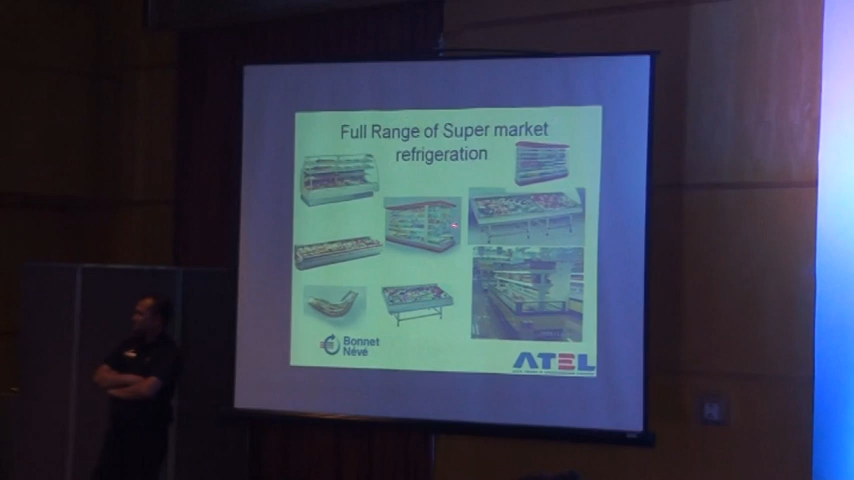 Full Range of Super market
refrigeration
Bonnet
Névé
ATEL